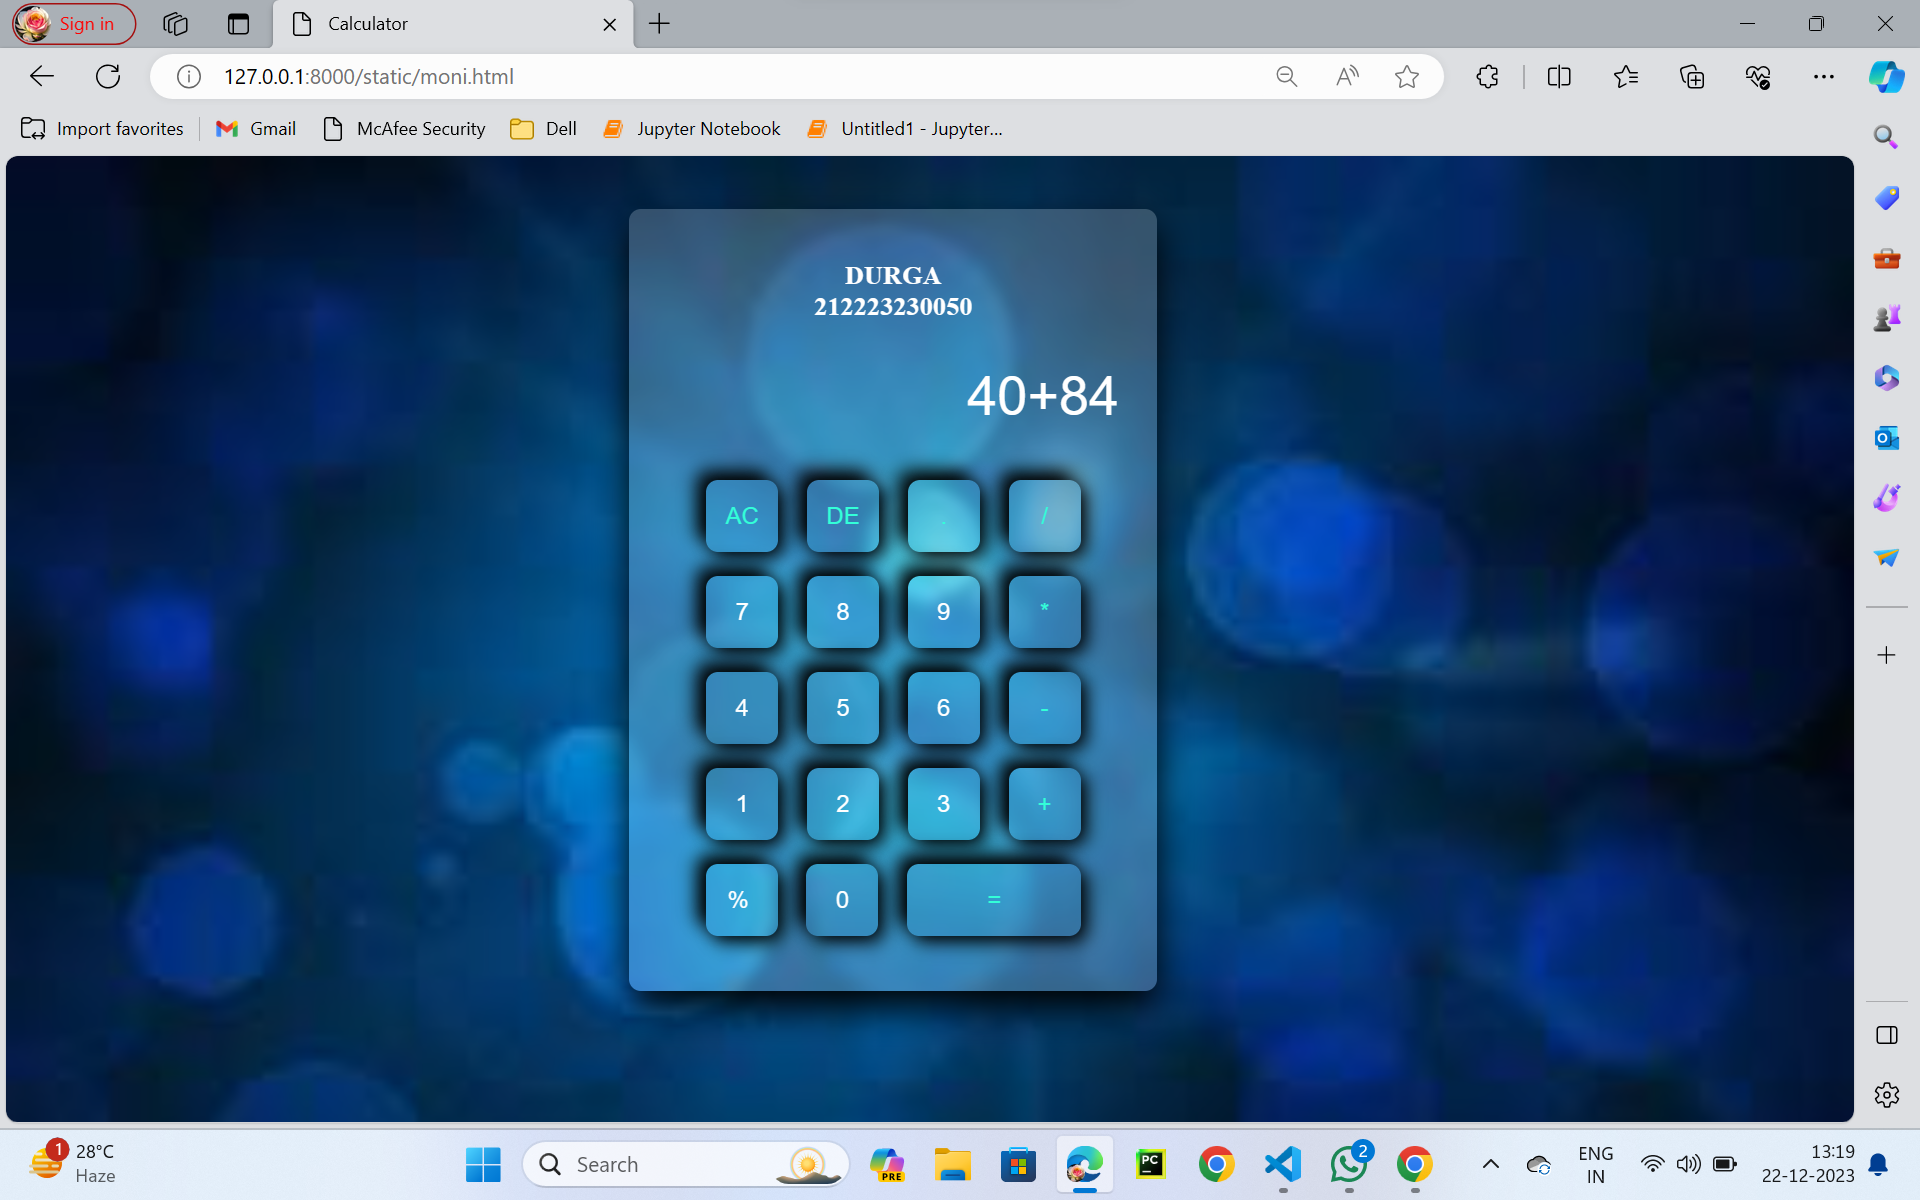 Sign in
Calculator
127.0.0.1:8000/static/moni.html
Import favorites
Gmail
McAfee Security
Dell
Jupyter Notebook
Untitled1 - Jupyter...
DURGA
212223230050
40+84
AC DE . /
7 8 9 *
4 5 6 -
1 2 3 +
% 0 =
1
28°C
Haze
Search
PRE
PC
2
ENG
IN
13:19
22-12-2023